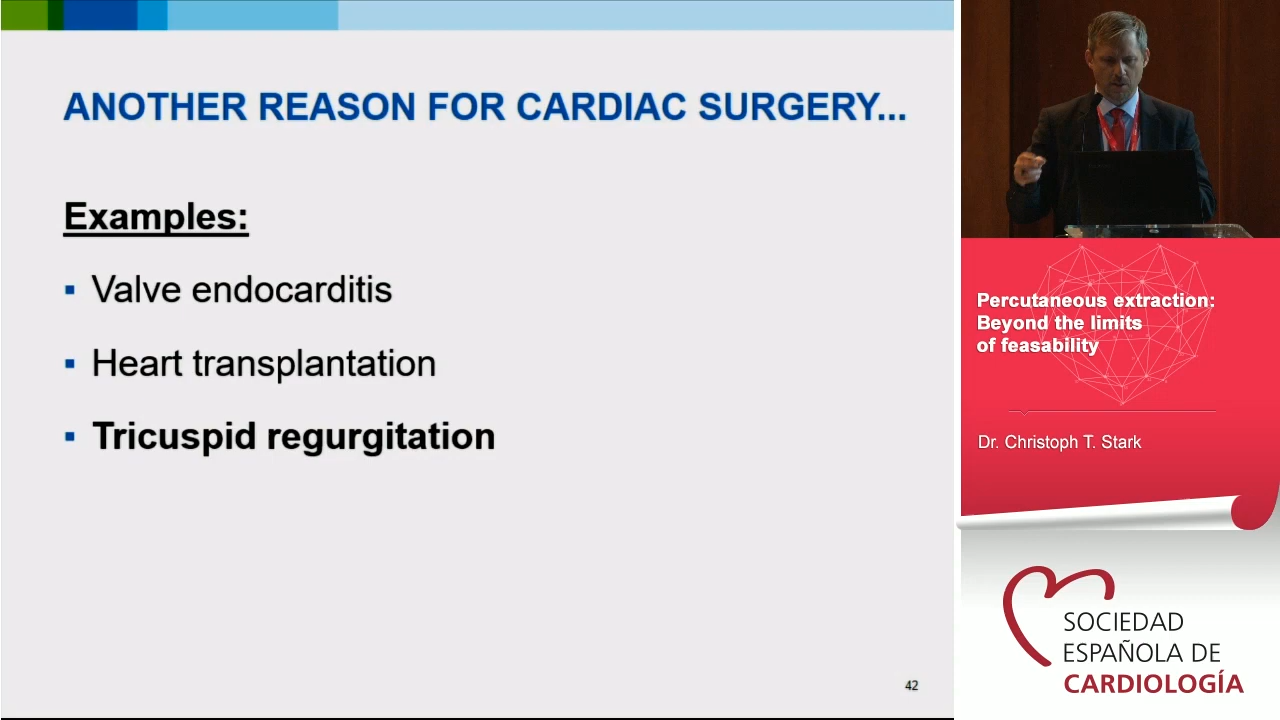 ANOTHER REASON FOR CARDIAC SURGERY...
Examples:
▪ Valve endocarditis
▪ Heart transplantation
▪ Tricuspid regurgitation
42
Percutaneous extraction:
Beyond the limits
of feasability
Dr. Christoph T. Stark
SOCIEDAD
ESPAÑOLA DE
CARDIOLOGÍA